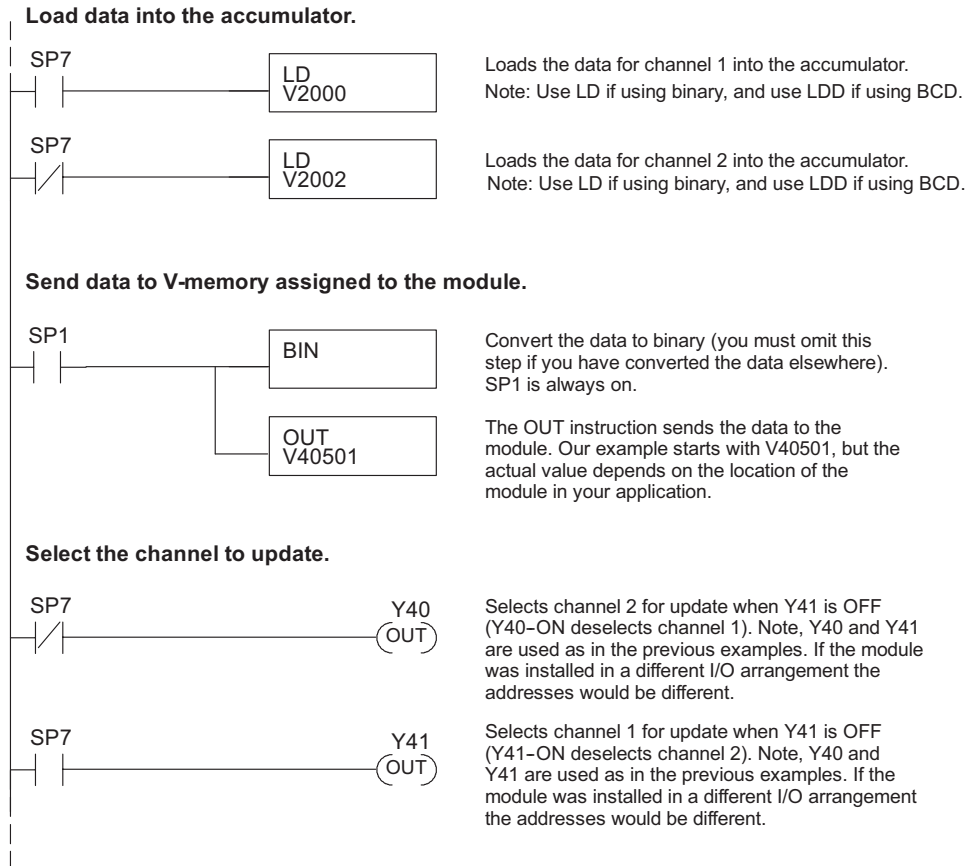 Load data into the accumulator.
SP7
LD
V2000
Loads the data for channel 1 into the accumulator.
Note: Use LD if using binary, and use LDD if using BCD.
SP7
LD
V2002
Loads the data for channel 2 into the accumulator.
Note: Use LD if using binary, and use LDD if using BCD.
Send data to V-memory assigned to the module.
SP1
BIN
Convert the data to binary (you must omit this
step if you have converted the data elsewhere).
SP1 is always on.
OUT
V40501
The OUT instruction sends the data to the
module. Our example starts with V40501, but the
actual value depends on the location of the
module in your application.
Select the channel to update.
SP7
Y40
OUT
Selects channel 2 for update when Y41 is OFF
(Y40-ON deselects channel 1). Note, Y40 and Y41
are used as in the previous examples. If the module
was installed in a different I/O arrangement the
addresses would be different.
SP7
Y41
OUT
Selects channel 1 for update when Y41 is OFF
(Y41-ON deselects channel 2). Note, Y40 and
Y41 are used as in the previous examples. If the
module was installed in a different I/O arrangement
the addresses would be different.